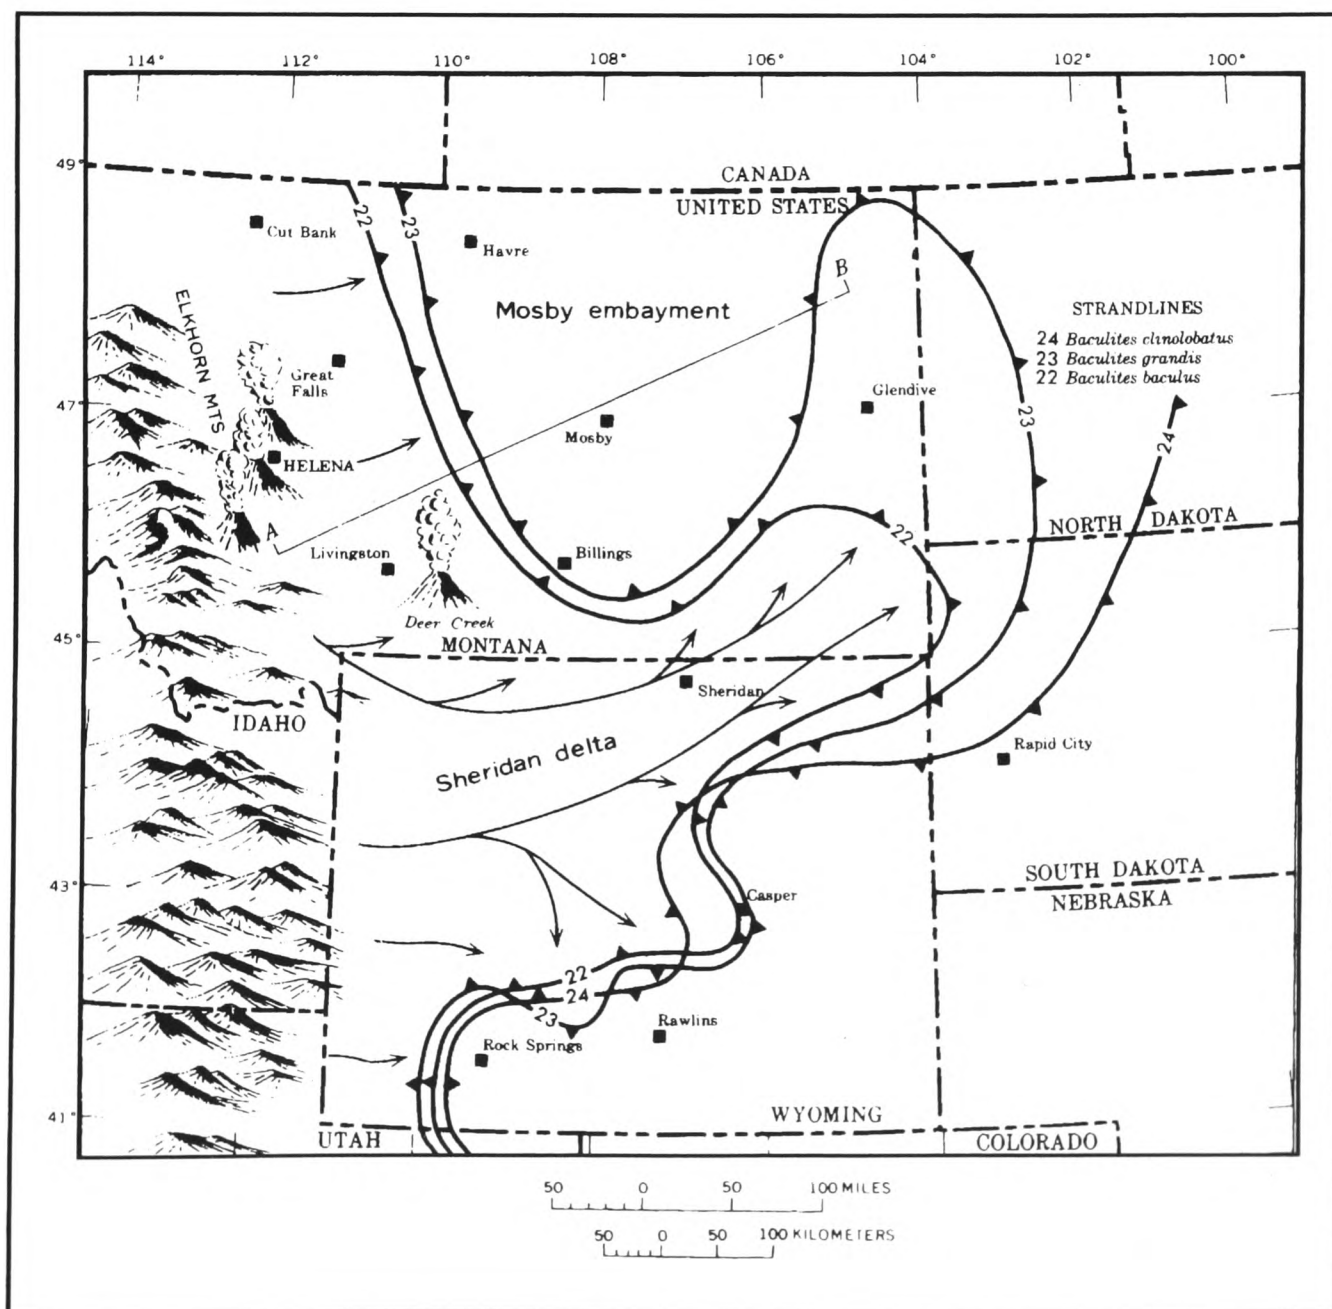 114° 112° 110° 108° 106° 104° 102° 100°
49°
CANADA
UNITED STATES
22
23
Cut Bank
Havre
B
ELKHORN MTS
Mosby embayment
STRANDLINES
24 Baculites clinolobatus
23 Baculites grandis
22 Baculites baculus
Great
Falls
Glendive
47°
23
24
Mosby
HELENA
A
22
NORTH DAKOTA
Livingston
Billings
Deer Creek
45°
MONTANA
Sheridan
IDAHO
Sheridan delta
Rapid City
43°
SOUTH DAKOTA
NEBRASKA
Casper
22
24
23
Rawlins
Rock Springs
41°
WYOMING
UTAH
COLORADO
50 0 50 100 MILES
50 0 50 100 KILOMETERS